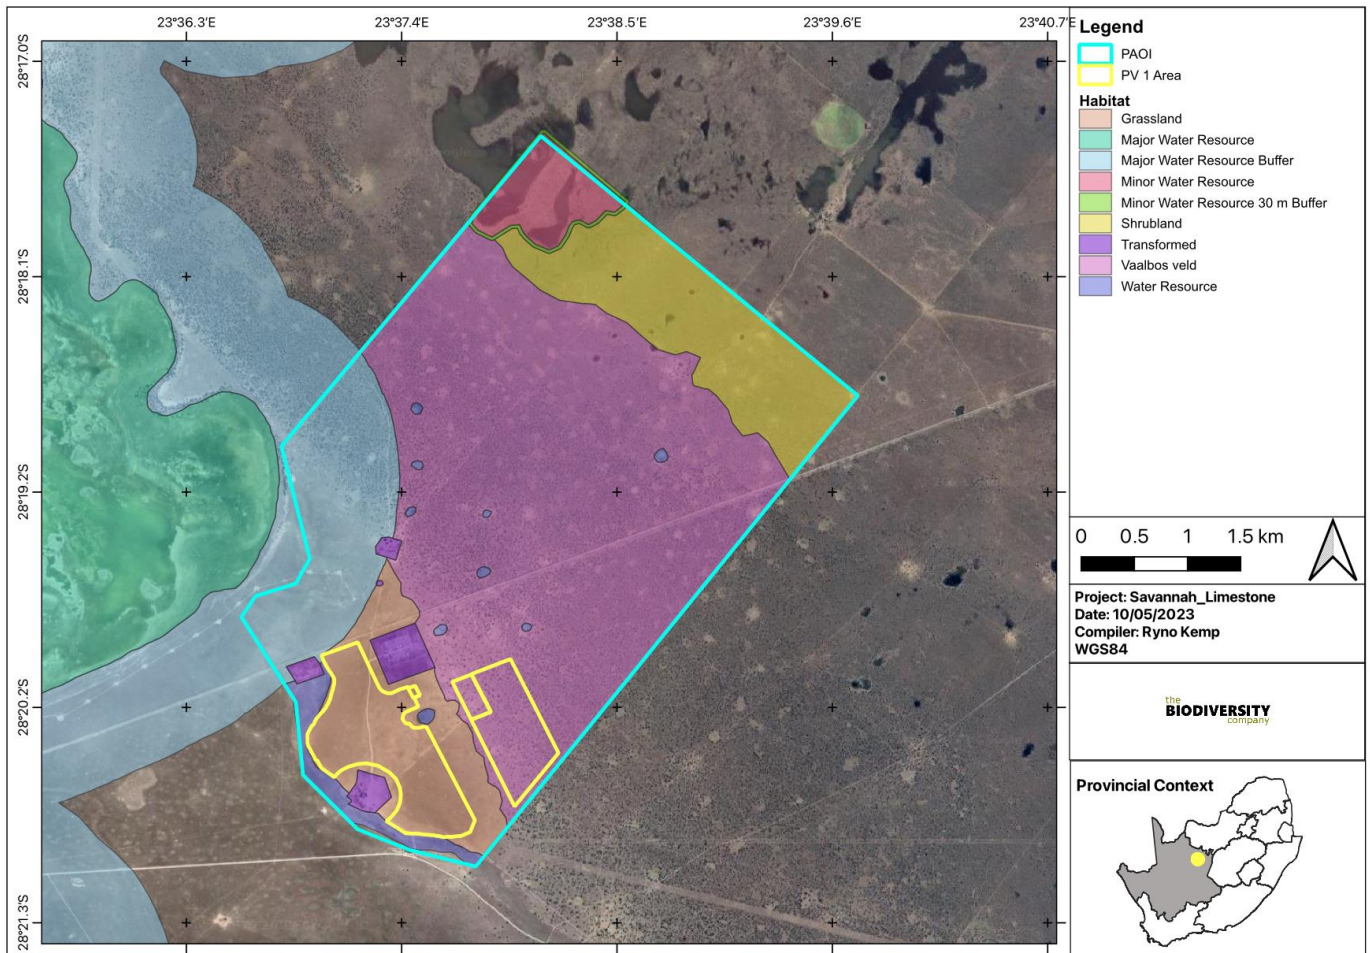 23°36.3'E 23°37.4'E 23°38.5'E 23°39.6'E 23°40.7'E
28°17.0'S
28°18.1'S
28°19.2'S
28°20.2'S
28°21.3'S
Legend
PAOI
PV 1 Area
Habitat
Grassland
Major Water Resource
Major Water Resource Buffer
Minor Water Resource
Minor Water Resource 30 m Buffer
Shrubland
Transformed
Vaalbos veld
Water Resource
0 0.5 1 1.5 km
Project: Savannah_Limestone
Date: 10/05/2023
Compiler: Ryno Kemp
WGS84
the
BIODIVERSITY
company
Provincial Context